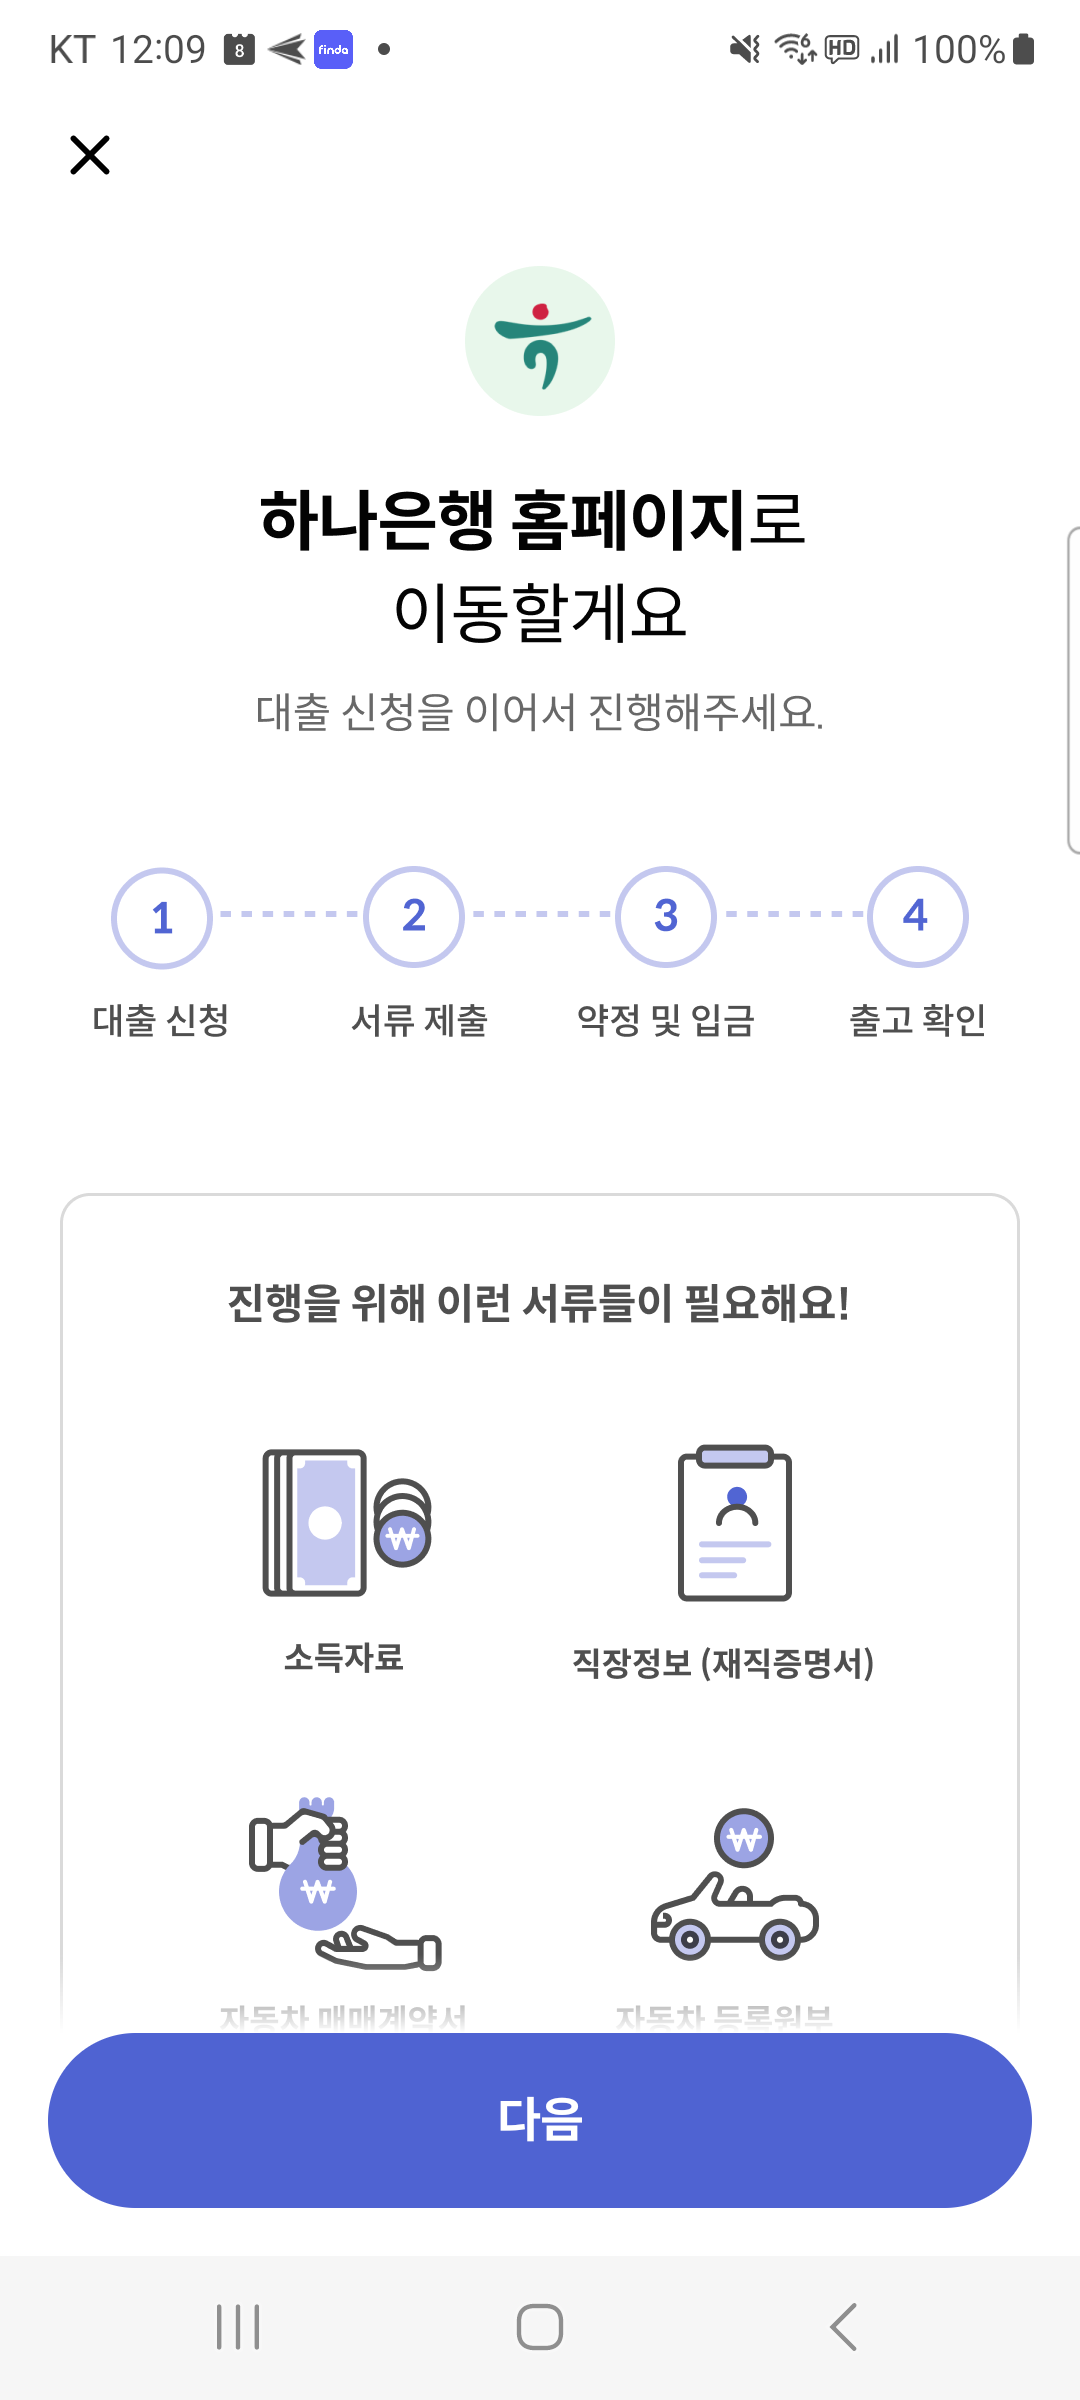 KT 12:09 8 finda HD 100%
하나은행 홈페이지로
이동할게요
대출 신청을 이어서 진행해주세요.
1 2 3 4
대출 신청 서류 제출 약정 및 입금 출고 확인
진행을 위해 이런 서류들이 필요해요!
소득자료 직장정보 (재직증명서)
자동차 매매계약서 자동차 등록원부
다음